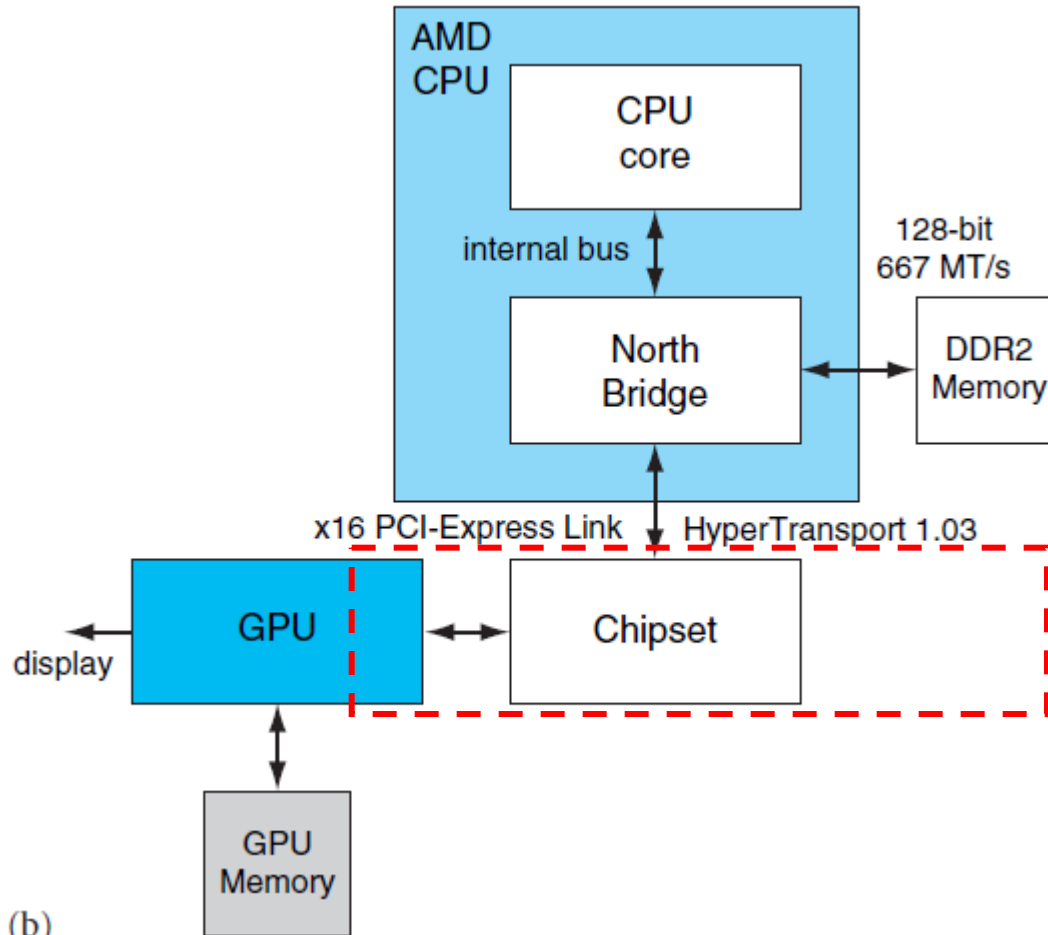 AMD
CPU
CPU
core
internal bus
128-bit
667 MT/s
North
Bridge
DDR2
Memory
x16 PCI-Express Link
HyperTransport 1.03
GPU
Chipset
display
GPU
Memory
(b)